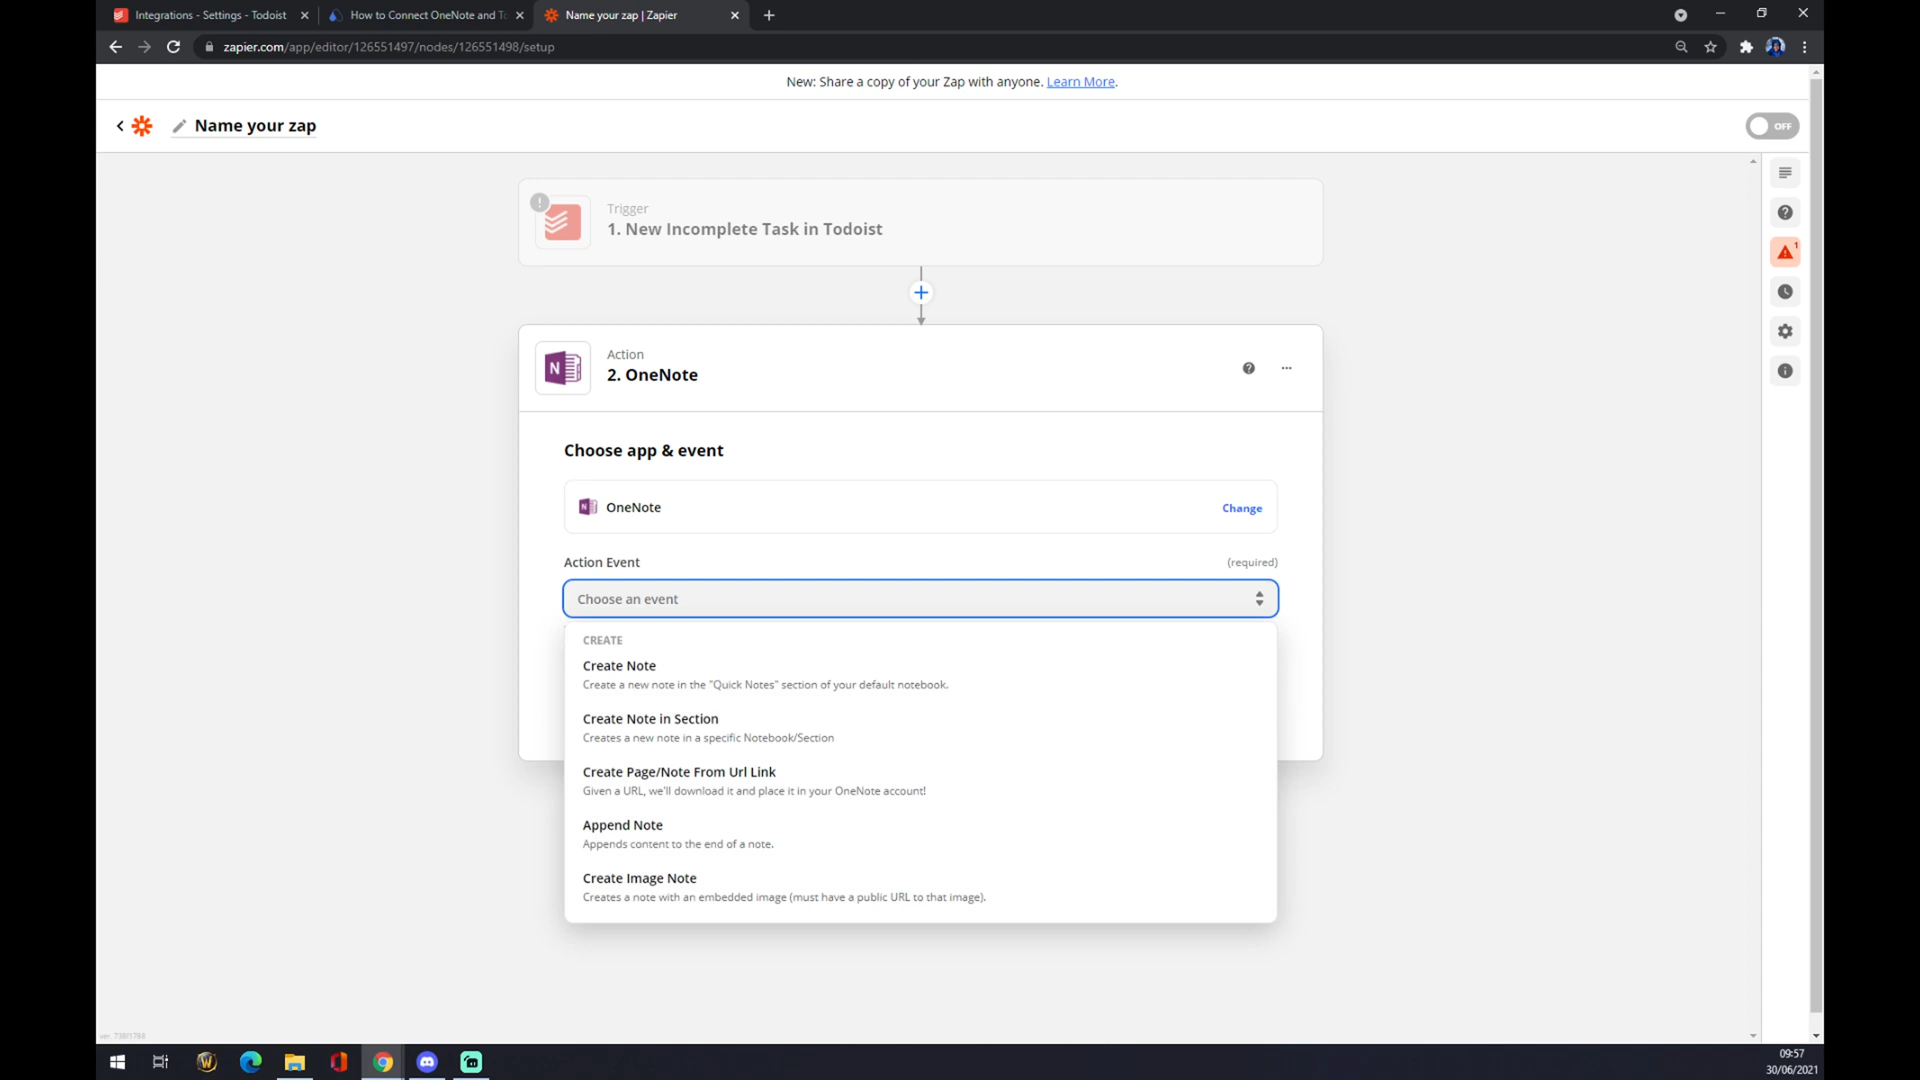 Integrations - Settings - Todoist
How to Connect OneNote and To
Name your zap | Zapier
zapier.com/app/editor/126551497/nodes/126551498/setup
New: Share a copy of your Zap with anyone. Learn More.
Name your zap
OFF
Trigger
1. New Incomplete Task in Todoist
1
Action
2. OneNote
Choose app & event
OneNote
Change
Action Event
(required)
Choose an event
CREATE
Create Note
Create a new note in the "Quick Notes" section of your default notebook.
Create Note in Section
Creates a new note in a specific Notebook/Section
Create Page/Note From Url Link
Given a URL, we'll download it and place it in your OneNote account!
Append Note
Appends content to the end of a note.
Create Image Note
Creates a note with an embedded image (must have a public URL to that image).
09:57
30/06/2021